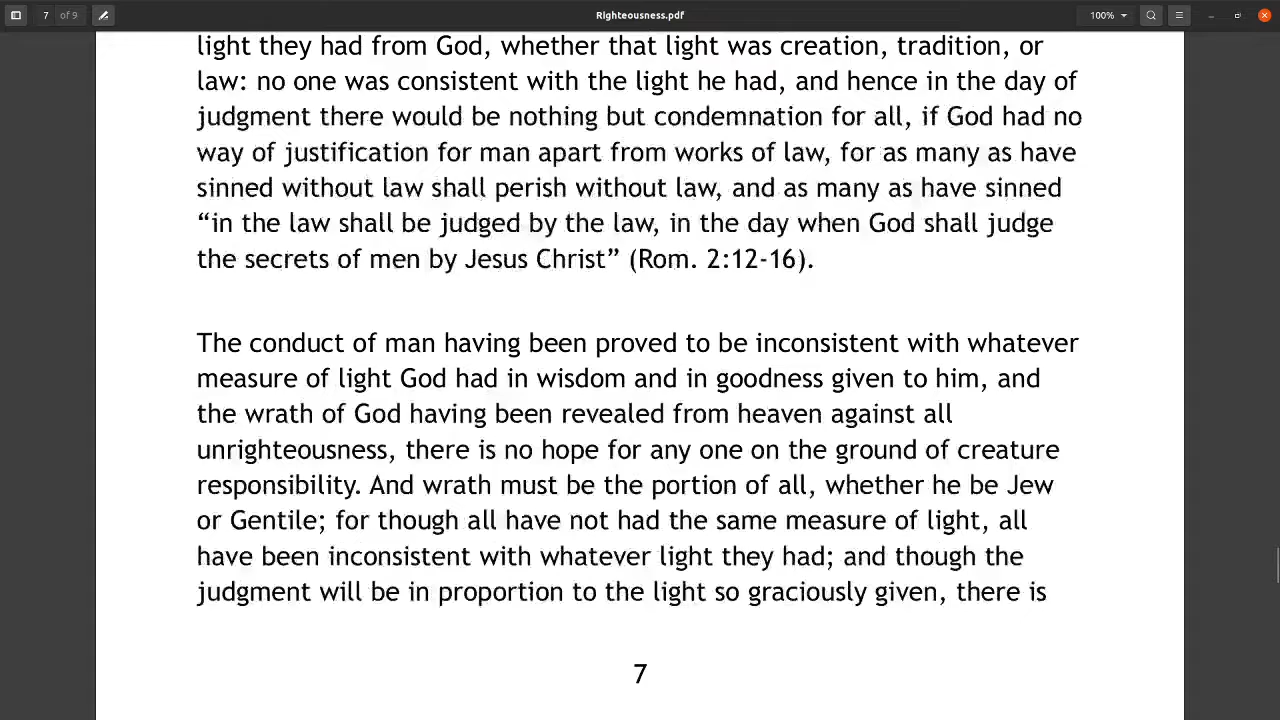 7 of 9
Righteousness.pdf
100%
light they had from God, whether that light was creation, tradition, or
law: no one was consistent with the light he had, and hence in the day of
judgment there would be nothing but condemnation for all, if God had no
way of justification for man apart from works of law, for as many as have
sinned without law shall perish without law, and as many as have sinned
“in the law shall be judged by the law, in the day when God shall judge
the secrets of men by Jesus Christ” (Rom. 2:12-16).
The conduct of man having been proved to be inconsistent with whatever
measure of light God had in wisdom and in goodness given to him, and
the wrath of God having been revealed from heaven against all
unrighteousness, there is no hope for any one on the ground of creature
responsibility. And wrath must be the portion of all, whether he be Jew
or Gentile; for though all have not had the same measure of light, all
have been inconsistent with whatever light they had; and though the
judgment will be in proportion to the light so graciously given, there is
7